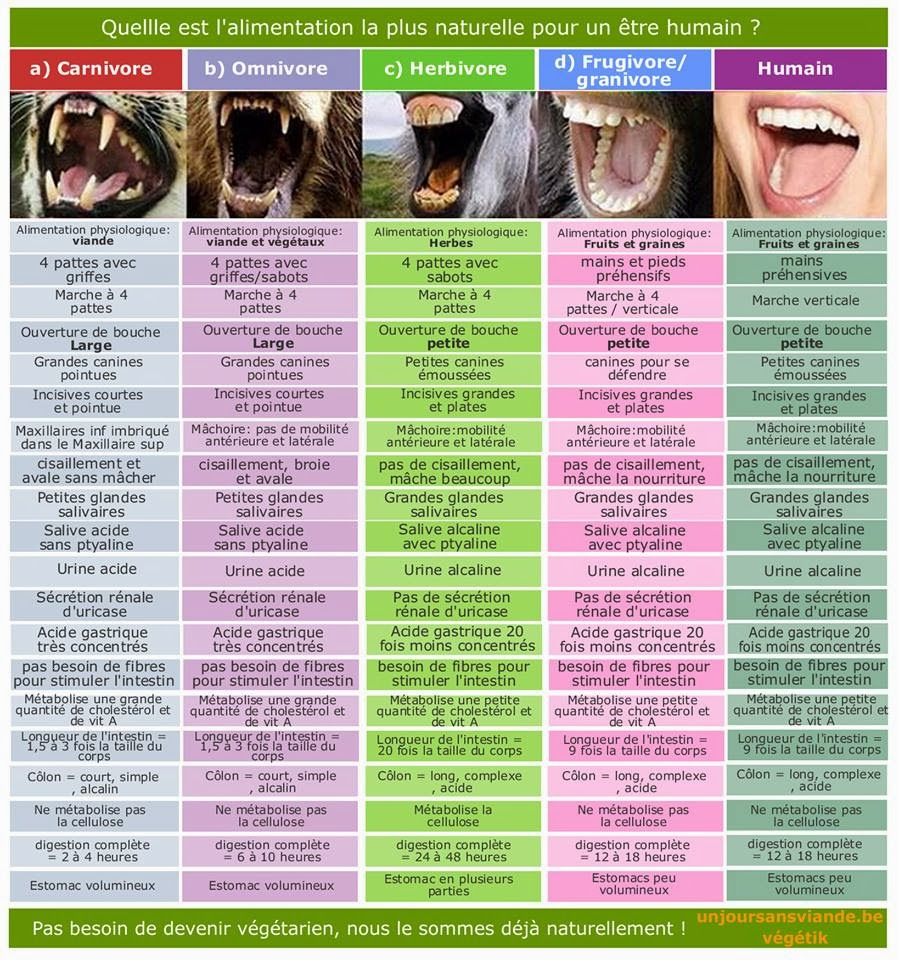 Quellle est l'alimentation la plus naturelle pour un être humain ?
a) Carnivore
b) Omnivore
c) Herbivore
d) Frugivore/
granivore
Humain
Alimentation physiologique:
viande
Alimentation physiologique:
viande et végétaux
Alimentation physiologique:
Herbes
Alimentation physiologique:
Fruits et graines
Alimentation physiologique:
Fruits et graines
4 pattes avec
griffes
4 pattes avec
griffes/sabots
4 pattes avec
sabots
mains et pieds
préhensifs
mains
préhensives
Marche à 4
pattes
Marche à 4
pattes
Marche à 4
pattes
Marche à 4
pattes / verticale
Marche verticale
Ouverture de bouche
Large
Ouverture de bouche
Large
Ouverture de bouche
petite
Ouverture de bouche
petite
Ouverture de bouche
petite
Grandes canines
pointues
Grandes canines
pointues
Petites canines
émoussées
canines pour se
défendre
Petites canines
émoussées
Incisives courtes
et pointue
Incisives courtes
et pointue
Incisives grandes
et plates
Incisives grandes
et plates
Incisives grandes
et plates
Maxillaires inf imbriqué
dans le Maxillaire sup
Mâchoire: pas de mobilité
antérieure et latérale
Mâchoire:mobilité
antérieure et latérale
Mâchoire:mobilité
antérieure et latérale
Mâchoire:mobilité
antérieure et latérale
cisaillement et
avale sans mâcher
cisaillement, broie
et avale
pas de cisaillement,
mâche beaucoup
pas de cisaillement,
mâche la nourriture
pas de cisaillement,
mâche la nourriture
Petites glandes
salivaires
Petites glandes
salivaires
Grandes glandes
salivaires
Grandes glandes
salivaires
Grandes glandes
salivaires
Salive acide
sans ptyaline
Salive acide
sans ptyaline
Salive alcaline
avec ptyaline
Salive alcaline
avec ptyaline
Salive alcaline
avec ptyaline
Urine acide
Urine acide
Urine alcaline
Urine alcaline
Urine alcaline
Sécrétion rénale
d'uricase
Sécrétion rénale
d'uricase
Pas de sécrétion
rénale d'uricase
Pas de sécrétion
rénale d'uricase
Pas de sécrétion
rénale d'uricase
Acide gastrique
très concentrés
Acide gastrique
très concentrés
Acide gastrique 20
fois moins concentrés
Acide gastrique 20
fois moins concentrés
Acide gastrique 20
fois moins concentrés
pas besoin de fibres
pour stimuler l'intestin
pas besoin de fibres
pour stimuler l'intestin
besoin de fibres pour
stimuler l'intestin
besoin de fibres pour
stimuler l'intestin
besoin de fibres pour
stimuler l'intestin
Métabolise une grande
quantité de cholestérol et
de vit A
Métabolise une grande
quantité de cholestérol et
de vit A
Métabolise une petite
quantité de cholestérol et
de vit A
Métabolise une petite
quantité de cholestérol et
de vit A
Métabolise une petite
quantité de cholestérol et
de vit A
Longueur de l'intestin =
1,5 à 3 fois la taille du
corps
Longueur de l'intestin =
1,5 à 3 fois la taille du
corps
Longueur de l'intestin =
20 fois la taille du corps
Longueur de l'intestin =
9 fois la taille du corps
Longueur de l'intestin =
9 fois la taille du corps
Côlon = court, simple
, alcalin
Côlon = court, simple
, alcalin
Côlon = long, complexe
, acide
Côlon = long, complexe
, acide
Côlon = long, complexe
, acide
Ne métabolise pas
la cellulose
Ne métabolise pas
la cellulose
Métabolise la
cellulose
Ne métabolise pas
la cellulose
Ne métabolise pas
la cellulose
digestion complète
= 2 à 4 heures
digestion complète
= 6 à 10 heures
digestion complète
= 24 à 48 heures
digestion complète
= 12 à 18 heures
digestion complète
= 12 à 18 heures
Estomac volumineux
Estomac volumineux
Estomac en plusieurs
parties
Estomacs peu
volumineux
Estomacs peu
volumineux
Pas besoin de devenir végétarien, nous le sommes déjà naturellement !
unjoursansviande.be
végétik